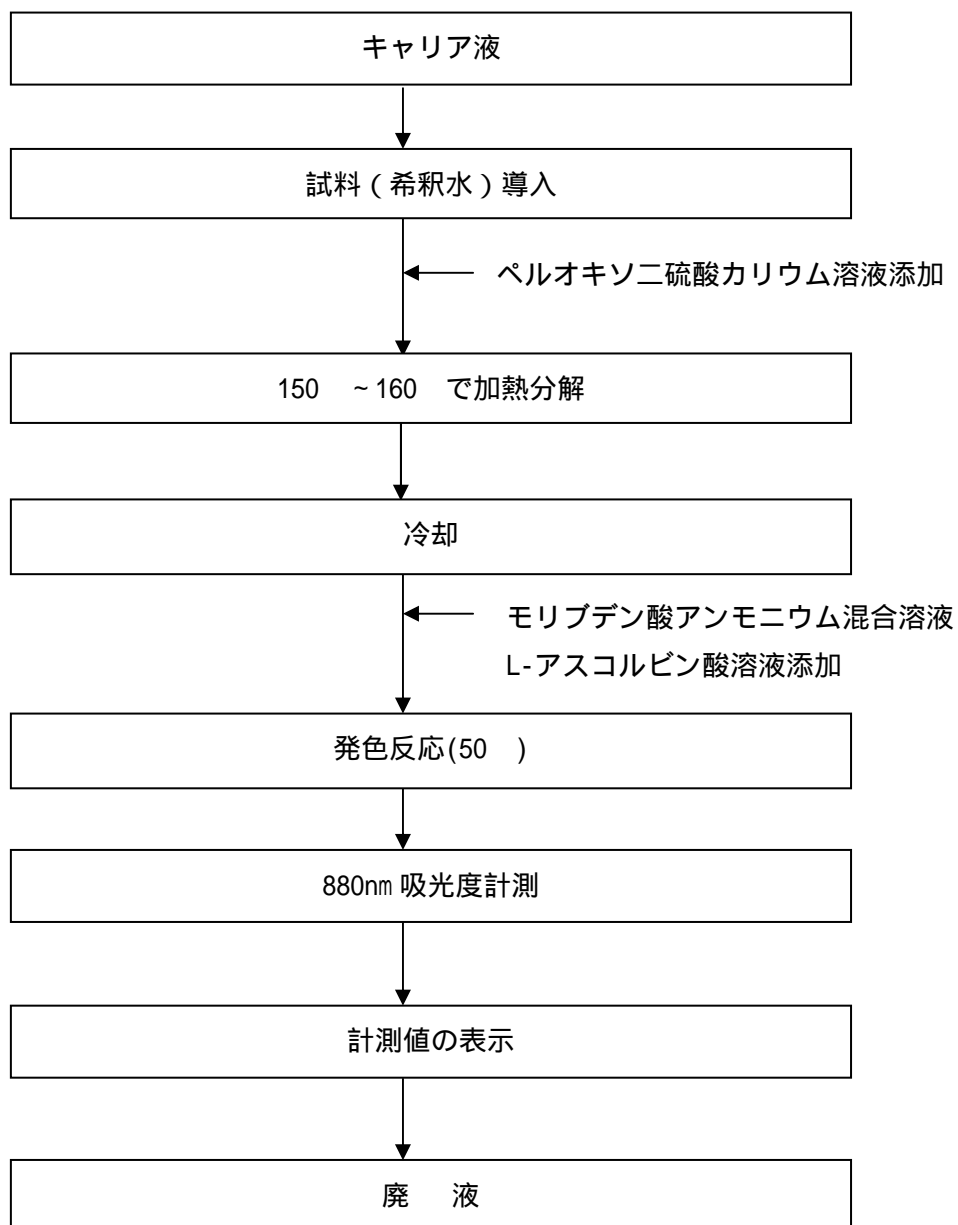 キャリア液
試料(希釈水)導入
ペルオキソ二硫酸カリウム溶液添加
150　~160　で加熱分解
冷却
モリブデン酸アンモニウム混合溶液
L-アスコルビン酸溶液添加
発色反応(50　)
880nm 吸光度計測
計測値の表示
廃　液